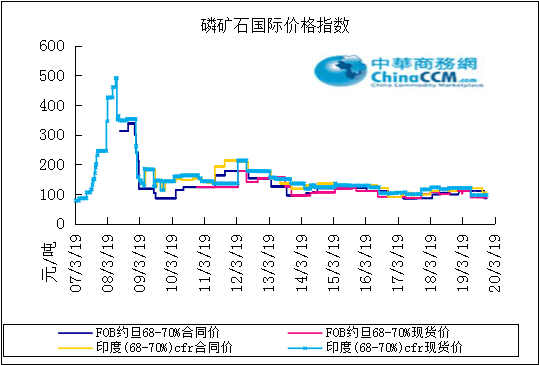 磷矿石国际价格指数
中華商務網
ChinaCCM.com
China Commodity Marketplace
600
500
400
300
200
100
0
元/吨
07/3/19
08/3/19
09/3/19
10/3/19
11/3/19
12/3/19
13/3/19
14/3/19
15/3/19
16/3/19
17/3/19
18/3/19
19/3/19
20/3/19
FOB约旦68-70%合同价
FOB约旦68-70%现货价
印度(68-70%)cfr合同价
印度(68-70%)cfr现货价